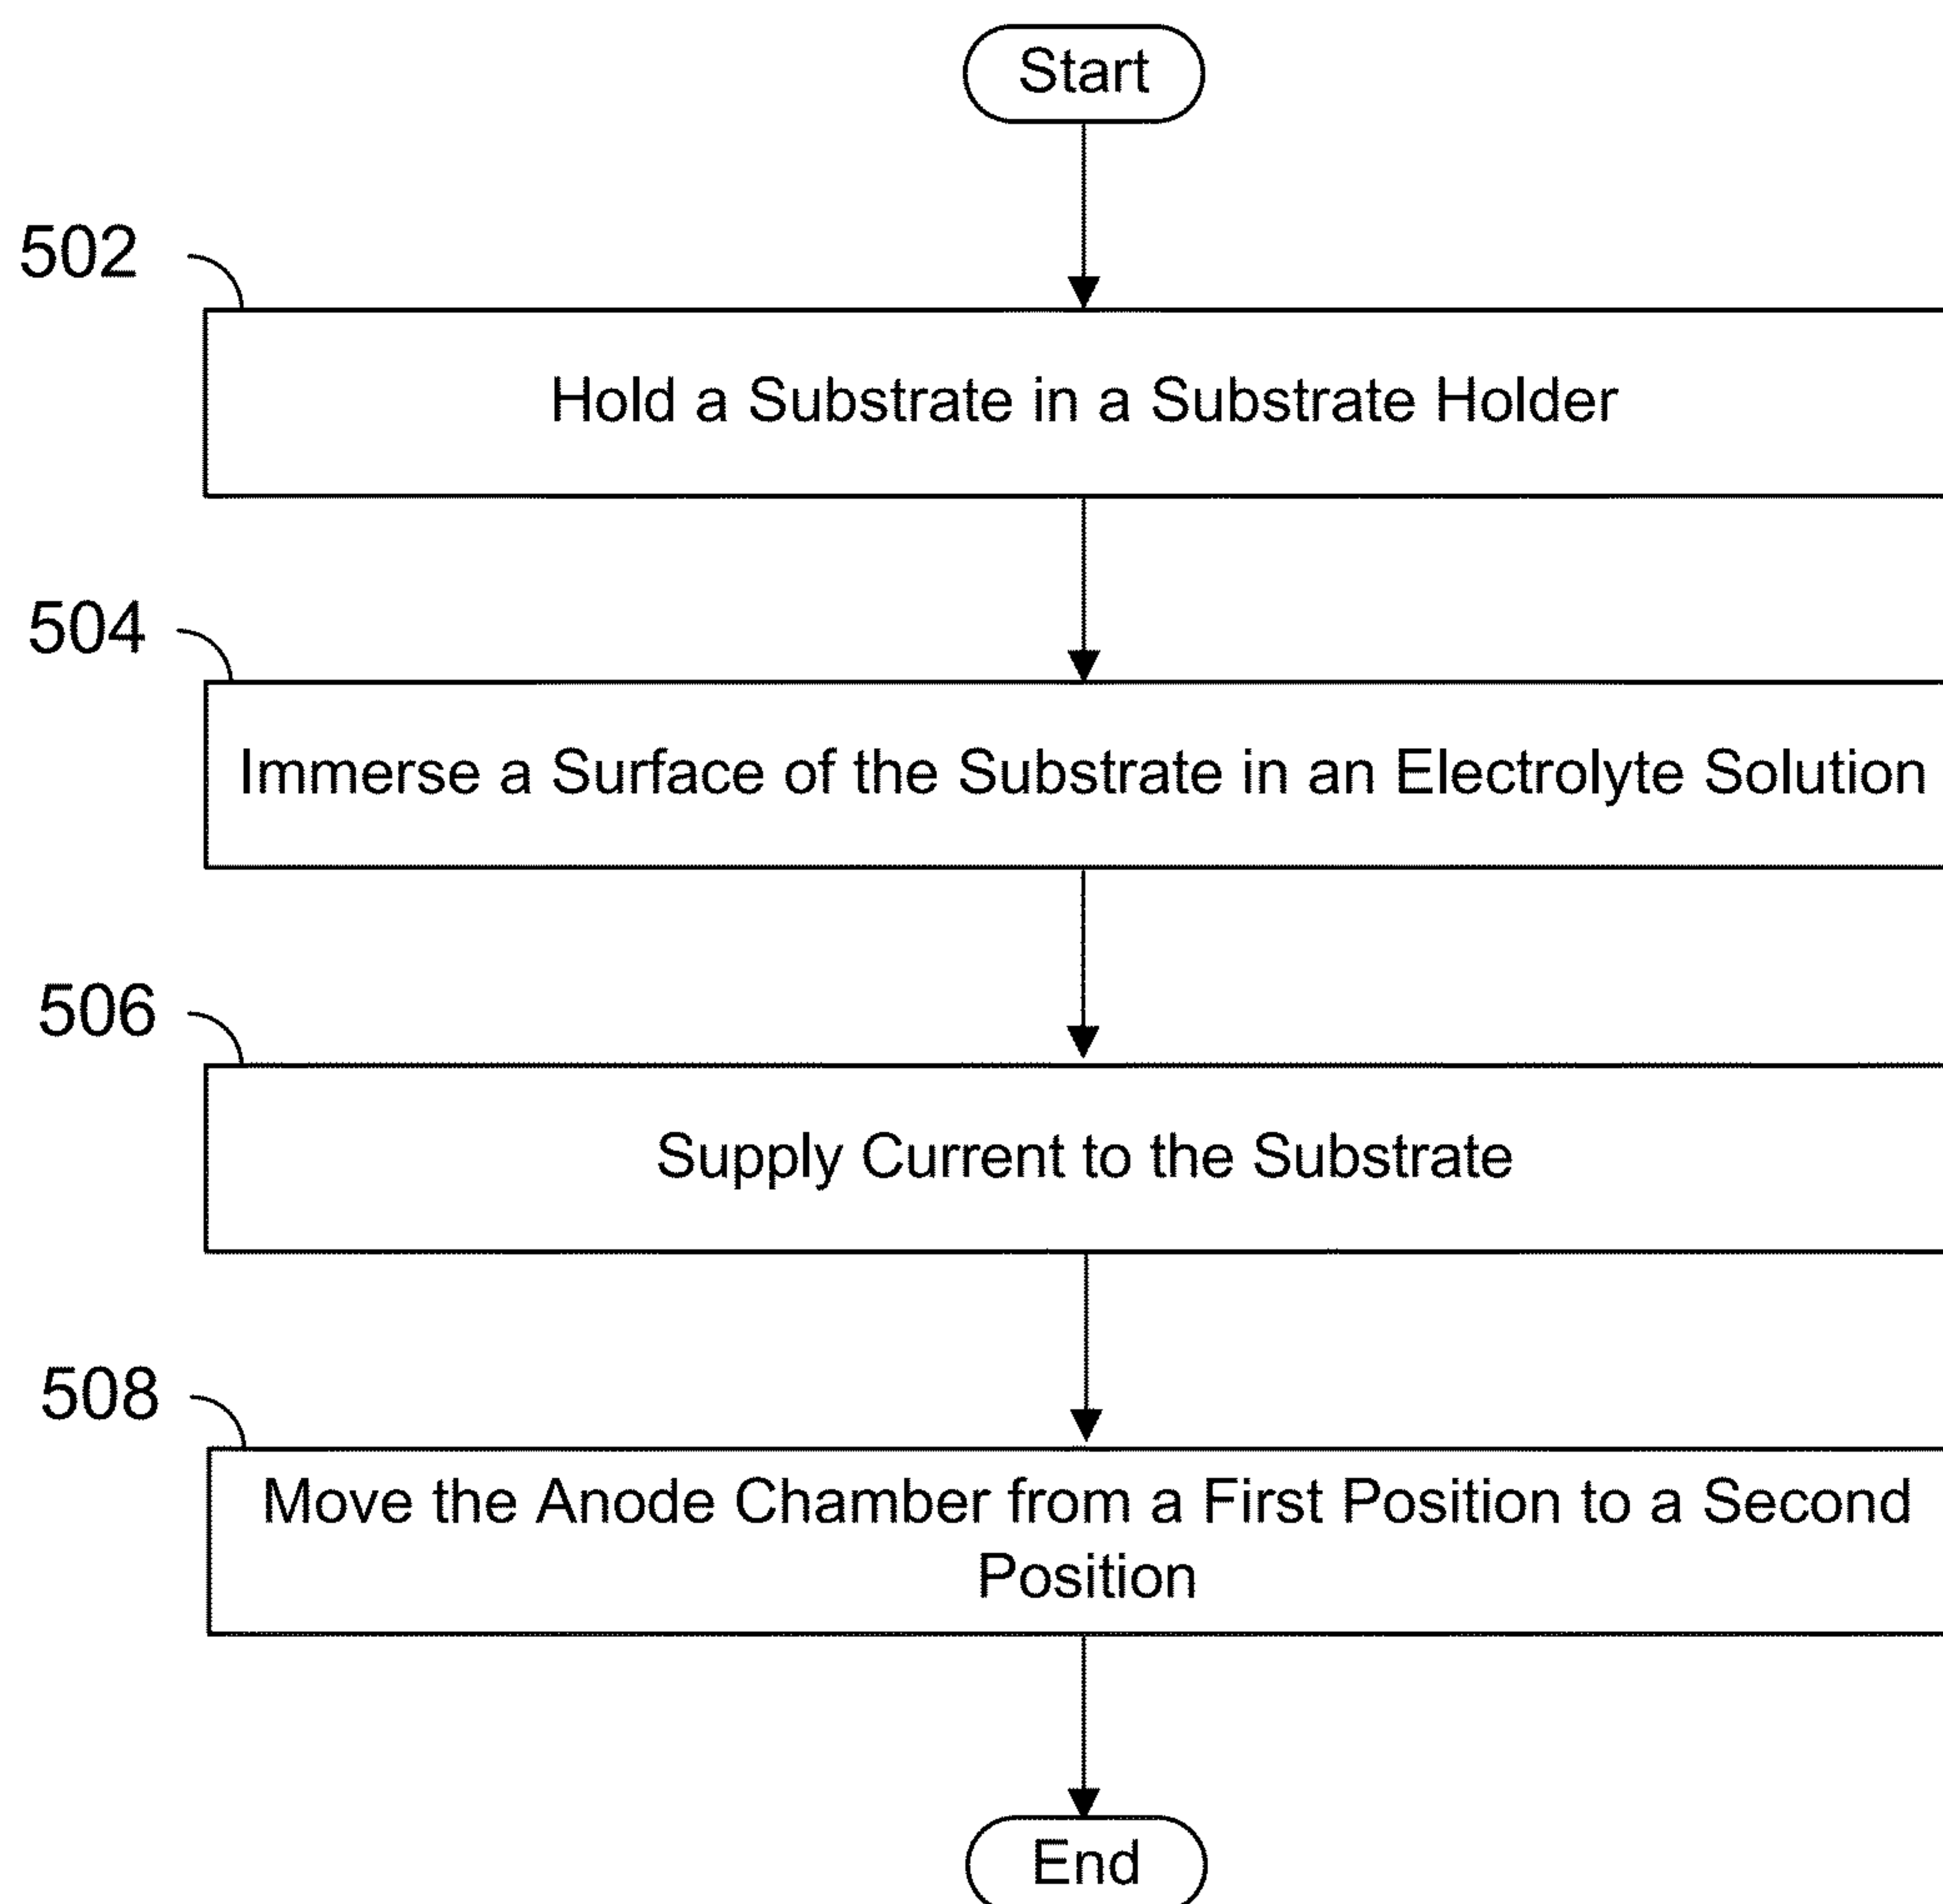 Start
502
Hold a Substrate in a Substrate Holder
504
Immerse a Surface of the Substrate in an Electrolyte Solution
506
Supply Current to the Substrate
508
Move the Anode Chamber from a First Position to a Second
Position
End